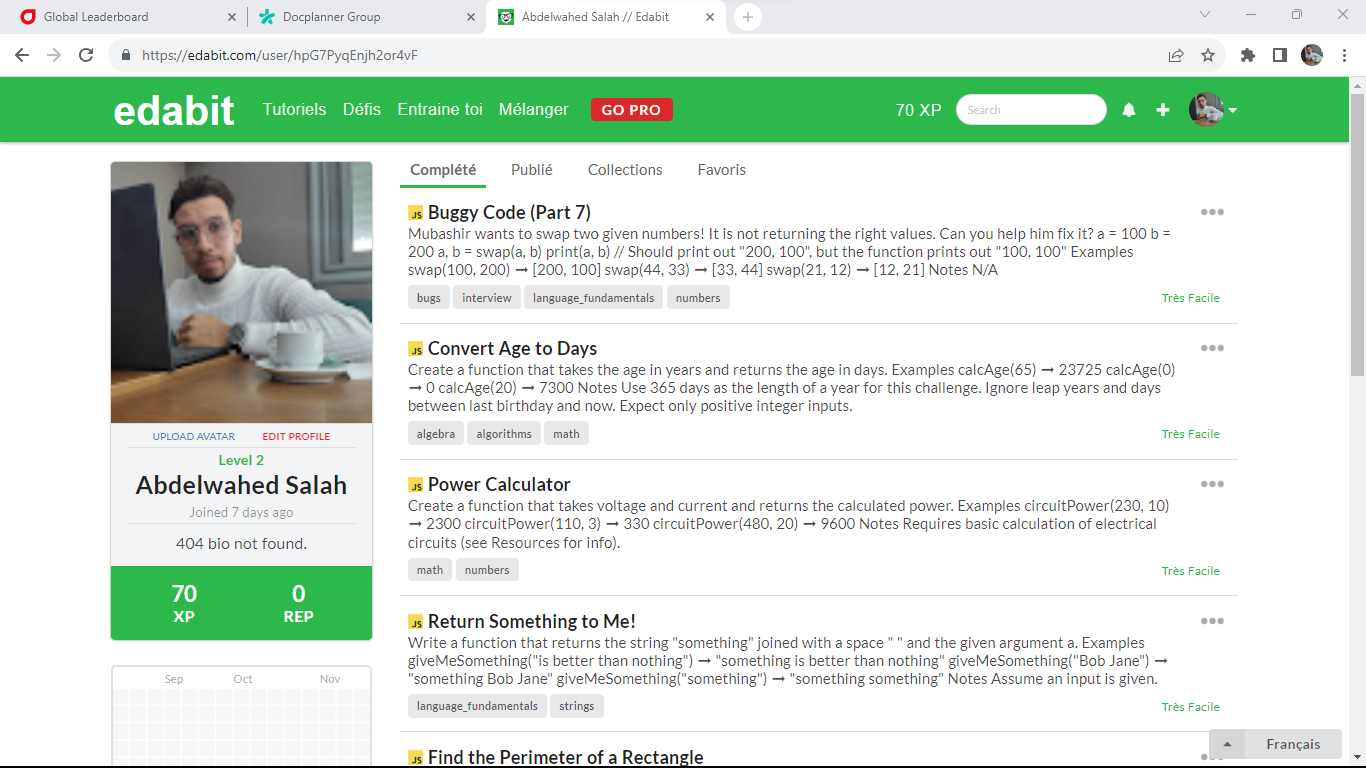 Global Leaderboard
Docplanner Group
Abdelwahed Salah // Edabit
https://edabit.com/user/hpG7PyqEnjh2or4vF
edabit
Tutoriels
Défis
Entraine toi
Mélanger
GO PRO
70 XP
Search
UPLOAD AVATAR
EDIT PROFILE
Level 2
Abdelwahed Salah
Joined 7 days ago
404 bio not found.
70
XP
0
REP
Sep
Oct
Nov
Complété
Publié
Collections
Favoris
JS Buggy Code (Part 7)
Mubashir wants to swap two given numbers! It is not returning the right values. Can you help him fix it? a = 100 b =
200 a, b = swap(a, b) print(a, b) // Should print out "200, 100", but the function prints out "100, 100" Examples
swap(100, 200) ➞ [200, 100] swap(44, 33) ➞ [33, 44] swap(21, 12) ➞ [12, 21] Notes N/A
bugs
interview
language_fundamentals
numbers
Très Facile
JS Convert Age to Days
Create a function that takes the age in years and returns the age in days. Examples calcAge(65) ➞ 23725 calcAge(0)
➞ 0 calcAge(20) ➞ 7300 Notes Use 365 days as the length of a year for this challenge. Ignore leap years and days
between last birthday and now. Expect only positive integer inputs.
algebra
algorithms
math
Très Facile
JS Power Calculator
Create a function that takes voltage and current and returns the calculated power. Examples circuitPower(230, 10)
➞ 2300 circuitPower(110, 3) ➞ 330 circuitPower(480, 20) ➞ 9600 Notes Requires basic calculation of electrical
circuits (see Resources for info).
math
numbers
Très Facile
JS Return Something to Me!
Write a function that returns the string "something" joined with a space " " and the given argument a. Examples
giveMeSomething("is better than nothing") ➞ "something is better than nothing" giveMeSomething("Bob Jane") ➞
"something Bob Jane" giveMeSomething("something") ➞ "something something" Notes Assume an input is given.
language_fundamentals
strings
Très Facile
JS Find the Perimeter of a Rectangle
Français